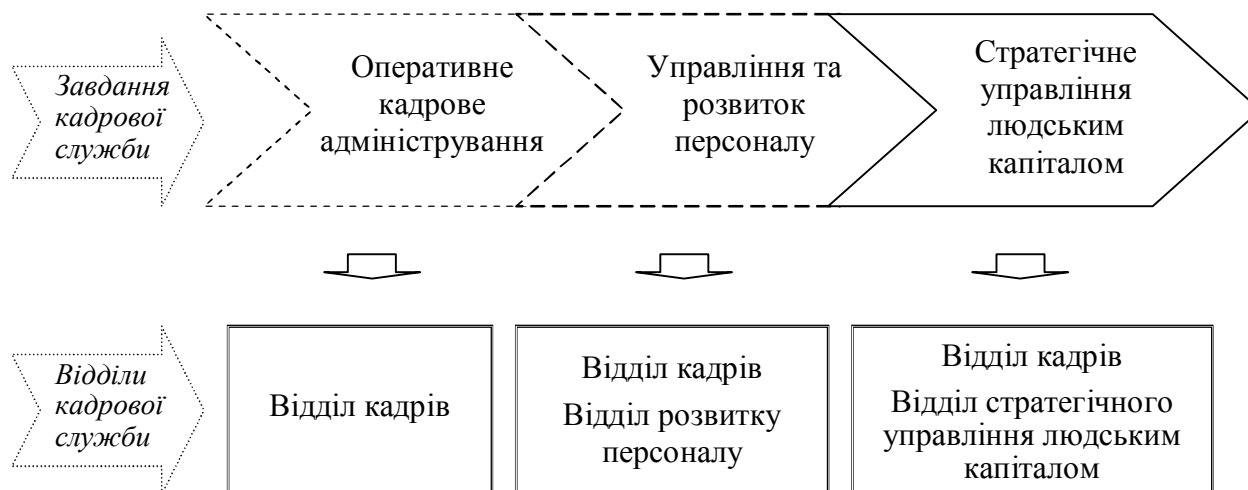 Завдання
кадрової
служби
Оперативне
кадрове
адміністрування
Управління та
розвиток
персоналу
Стратегічне
управління
людським
капіталом
Відділи
кадрової
служби
Відділ кадрів
Відділ кадрів
Відділ розвитку
персоналу
Відділ кадрів
Відділ стратегічного
управління людським
капіталом